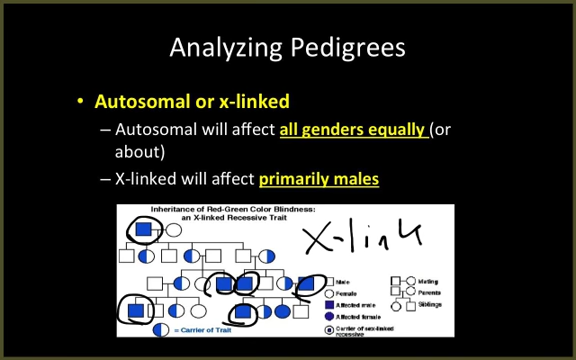 Analyzing Pedigrees
• Autosomal or x-linked
– Autosomal will affect all genders equally (or
about)
– X-linked will affect primarily males
Inheritance of Red-Green Color Blindness:
an X-linked Recessive Trait
X-link
Male
Female
Affected male
Affected female
Carrier of sex-linked
recessive
Mating
Parents
Siblings
= Carrier of Trait